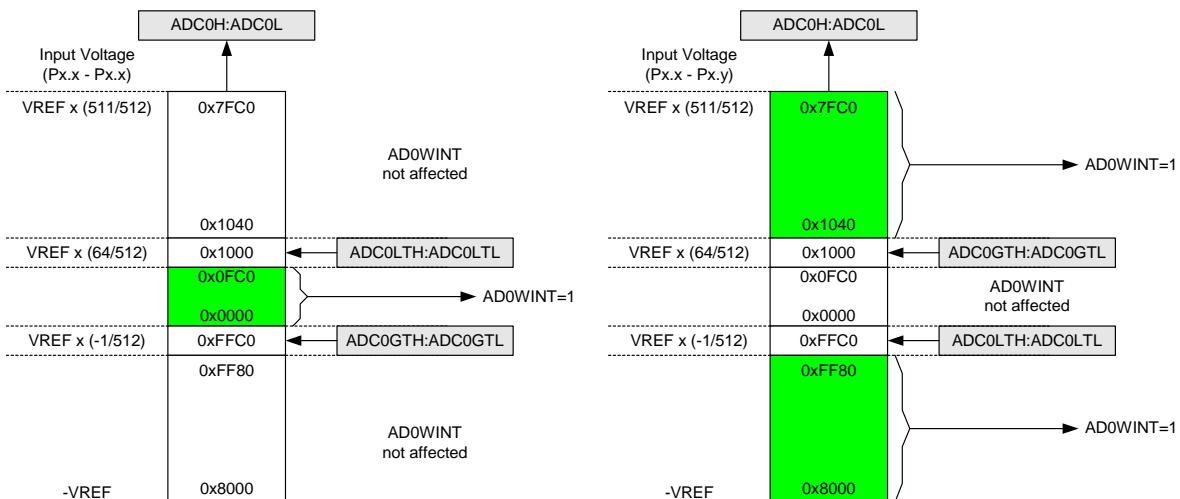 ADC0H:ADC0L
Input Voltage
(Px.x - Px.x)
VREF x (511/512)
0x7FC0
AD0WINT
not affected
0x1040
VREF x (64/512)
0x1000
ADC0LTH:ADC0LTL
0x0FC0
AD0WINT=1
0x0000
VREF x (-1/512)
0xFFC0
ADC0GTH:ADC0GTL
0xFF80
AD0WINT
not affected
-VREF
0x8000
ADC0H:ADC0L
Input Voltage
(Px.x - Px.y)
VREF x (511/512)
0x7FC0
AD0WINT=1
0x1040
VREF x (64/512)
0x1000
ADC0GTH:ADC0GTL
0x0FC0
AD0WINT
not affected
0x0000
VREF x (-1/512)
0xFFC0
ADC0LTH:ADC0LTL
0xFF80
AD0WINT=1
-VREF
0x8000